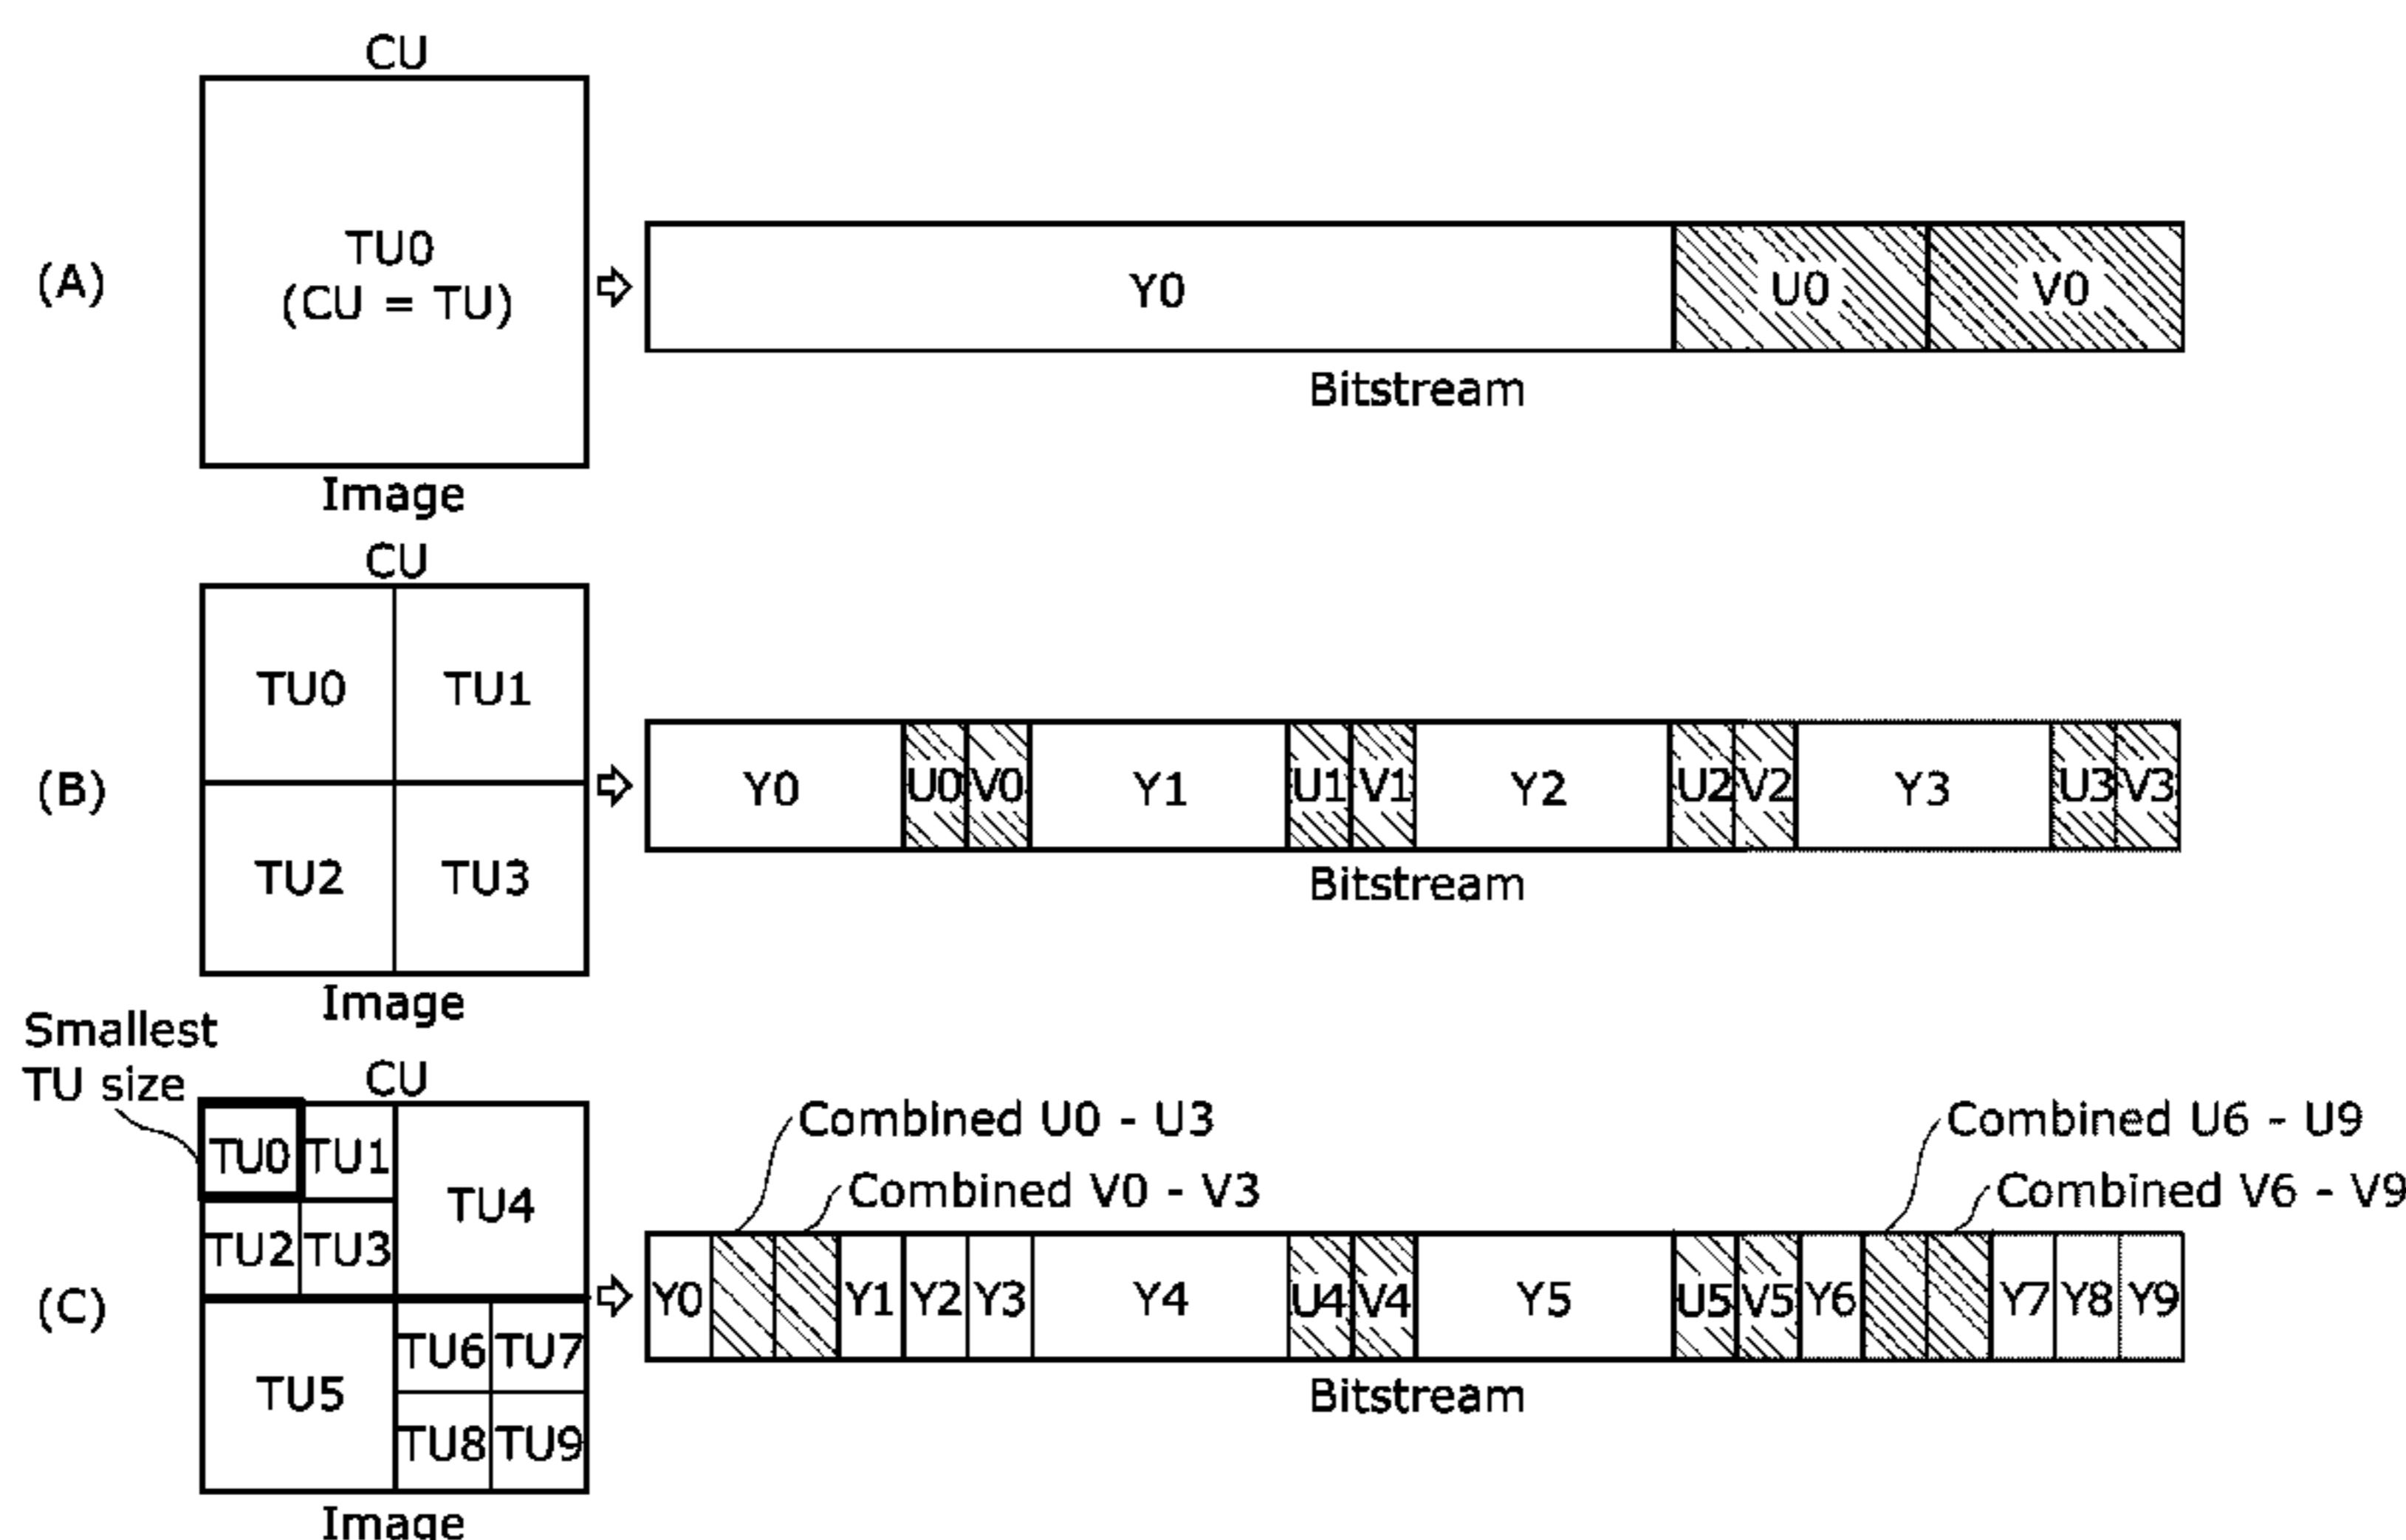 CU
(A)
TU0
(CU = TU)
Y0
U0
V0
Bitstream
Image
CU
(B)
TU0
TU1
TU2
TU3
Y0
U0
V0
Y1
U1
V1
Y2
U2
V2
Y3
U3
V3
Bitstream
Image
Smallest
TU size
CU
(C)
TU0
TU1
TU2
TU3
TU4
TU5
TU6
TU7
TU8
TU9
Combined U0 - U3
Combined V0 - V3
Combined U6 - U9
Combined V6 - V9
Y0
Y1
Y2
Y3
Y4
U4
V4
Y5
U5
V5
Y6
Y7
Y8
Y9
Bitstream
Image